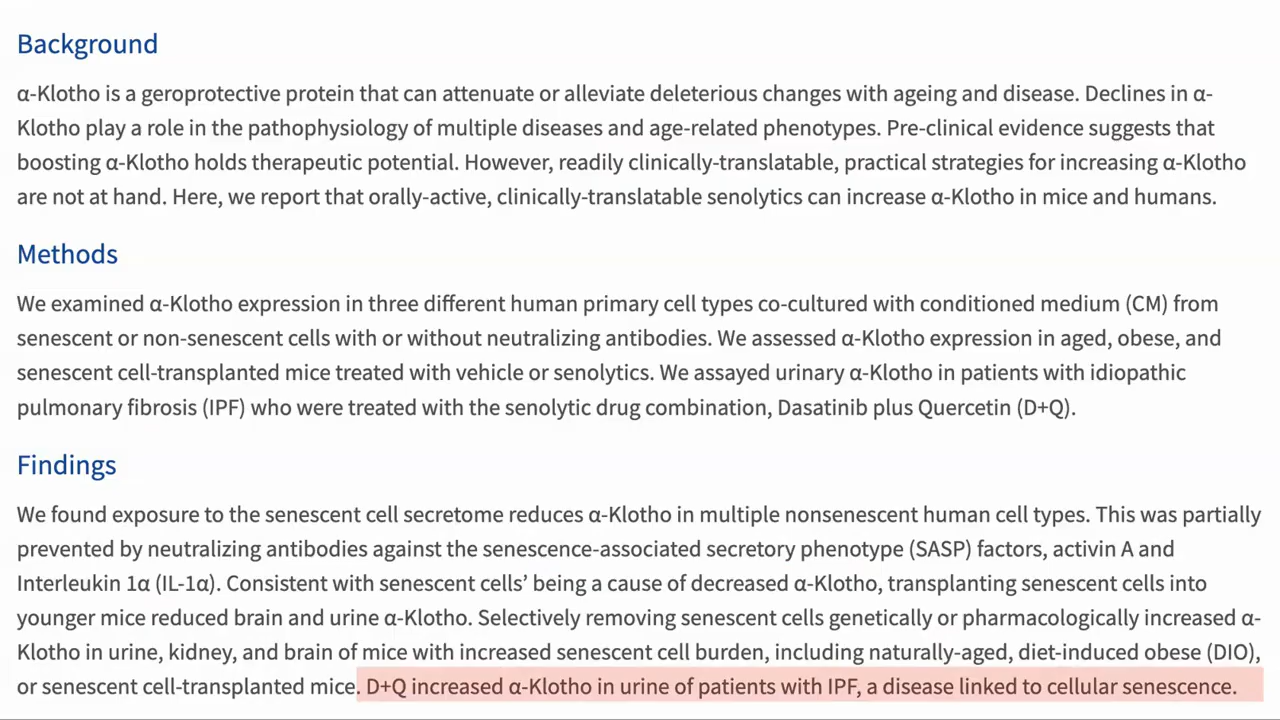 Background
α-Klotho is a geroprotective protein that can attenuate or alleviate deleterious changes with ageing and disease. Declines in α-
Klotho play a role in the pathophysiology of multiple diseases and age-related phenotypes. Pre-clinical evidence suggests that
boosting α-Klotho holds therapeutic potential. However, readily clinically-translatable, practical strategies for increasing α-Klotho
are not at hand. Here, we report that orally-active, clinically-translatable senolytics can increase α-Klotho in mice and humans.
Methods
We examined α-Klotho expression in three different human primary cell types co-cultured with conditioned medium (CM) from
senescent or non-senescent cells with or without neutralizing antibodies. We assessed α-Klotho expression in aged, obese, and
senescent cell-transplanted mice treated with vehicle or senolytics. We assayed urinary α-Klotho in patients with idiopathic
pulmonary fibrosis (IPF) who were treated with the senolytic drug combination, Dasatinib plus Quercetin (D+Q).
Findings
We found exposure to the senescent cell secretome reduces α-Klotho in multiple nonsenescent human cell types. This was partially
prevented by neutralizing antibodies against the senescence-associated secretory phenotype (SASP) factors, activin A and
Interleukin 1α (IL-1α). Consistent with senescent cells’ being a cause of decreased α-Klotho, transplanting senescent cells into
younger mice reduced brain and urine α-Klotho. Selectively removing senescent cells genetically or pharmacologically increased α-
Klotho in urine, kidney, and brain of mice with increased senescent cell burden, including naturally-aged, diet-induced obese (DIO),
or senescent cell-transplanted mice. D+Q increased α-Klotho in urine of patients with IPF, a disease linked to cellular senescence.